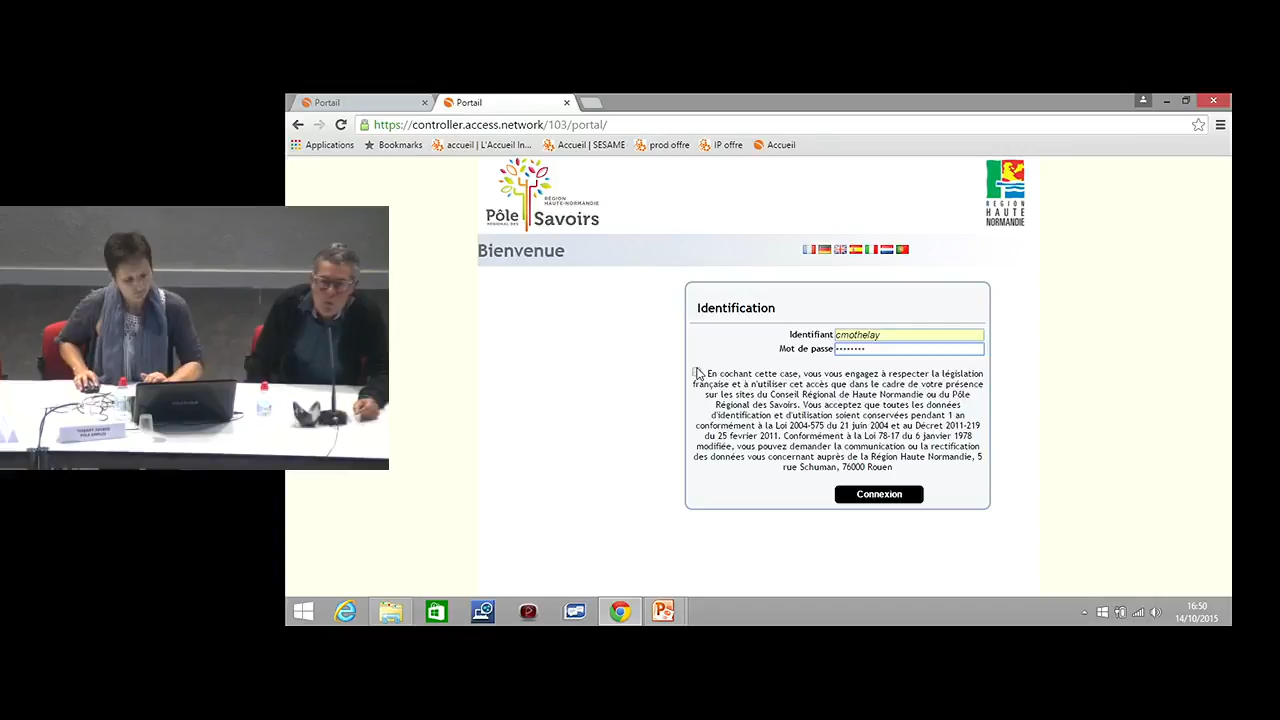 Portail
Portail
https://controller.access.network/103/portal/
Applications
Bookmarks
accueil | L'Accueil In...
Accueil | SESAME
prod offre
IP offre
Accueil
RÉGION
HAUTE-NORMANDIE
Pôle Savoirs
RÉGIONAL DES
REGION
HAUTE
NORMANDIE
Bienvenue
Identification
Identifiant cmothelay
Mot de passe ••••••••
En cochant cette case, vous vous engagez à respecter la législation
française et à n'utiliser cet accès que dans le cadre de votre présence
sur les sites du Conseil Régional de Haute Normandie ou du Pôle
Régional des Savoirs. Vous acceptez que toutes les données
d'identification et d'utilisation soient conservées pendant 1 an
conformément à la Loi 2004-575 du 21 juin 2004 et au Décret 2011-219
du 25 fevrier 2011. Conformément à la Loi 78-17 du 6 janvier 1978
modifiée, vous pouvez demander la communication ou la rectification
des données vous concernant auprès de la Région Haute Normandie, 5
rue Schuman, 76000 Rouen
Connexion
PÔLE EMPLOI
16:50
14/10/2015